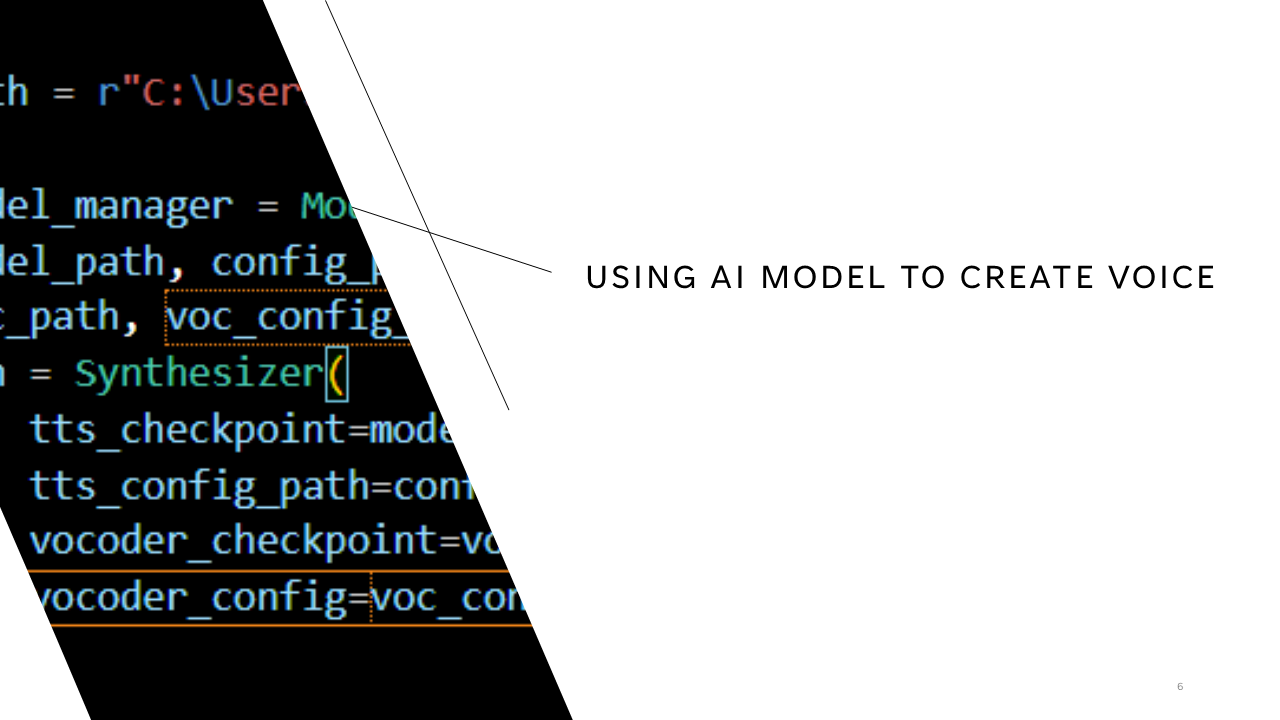 th = r"C:\User
del_manager = Mod
del_path, config_p
c_path, voc_config_
n = Synthesizer(
tts_checkpoint=mode
tts_config_path=conf
vocoder_checkpoint=vo
vocoder_config=voc_con
USING AI MODEL TO CREATE VOICE
6